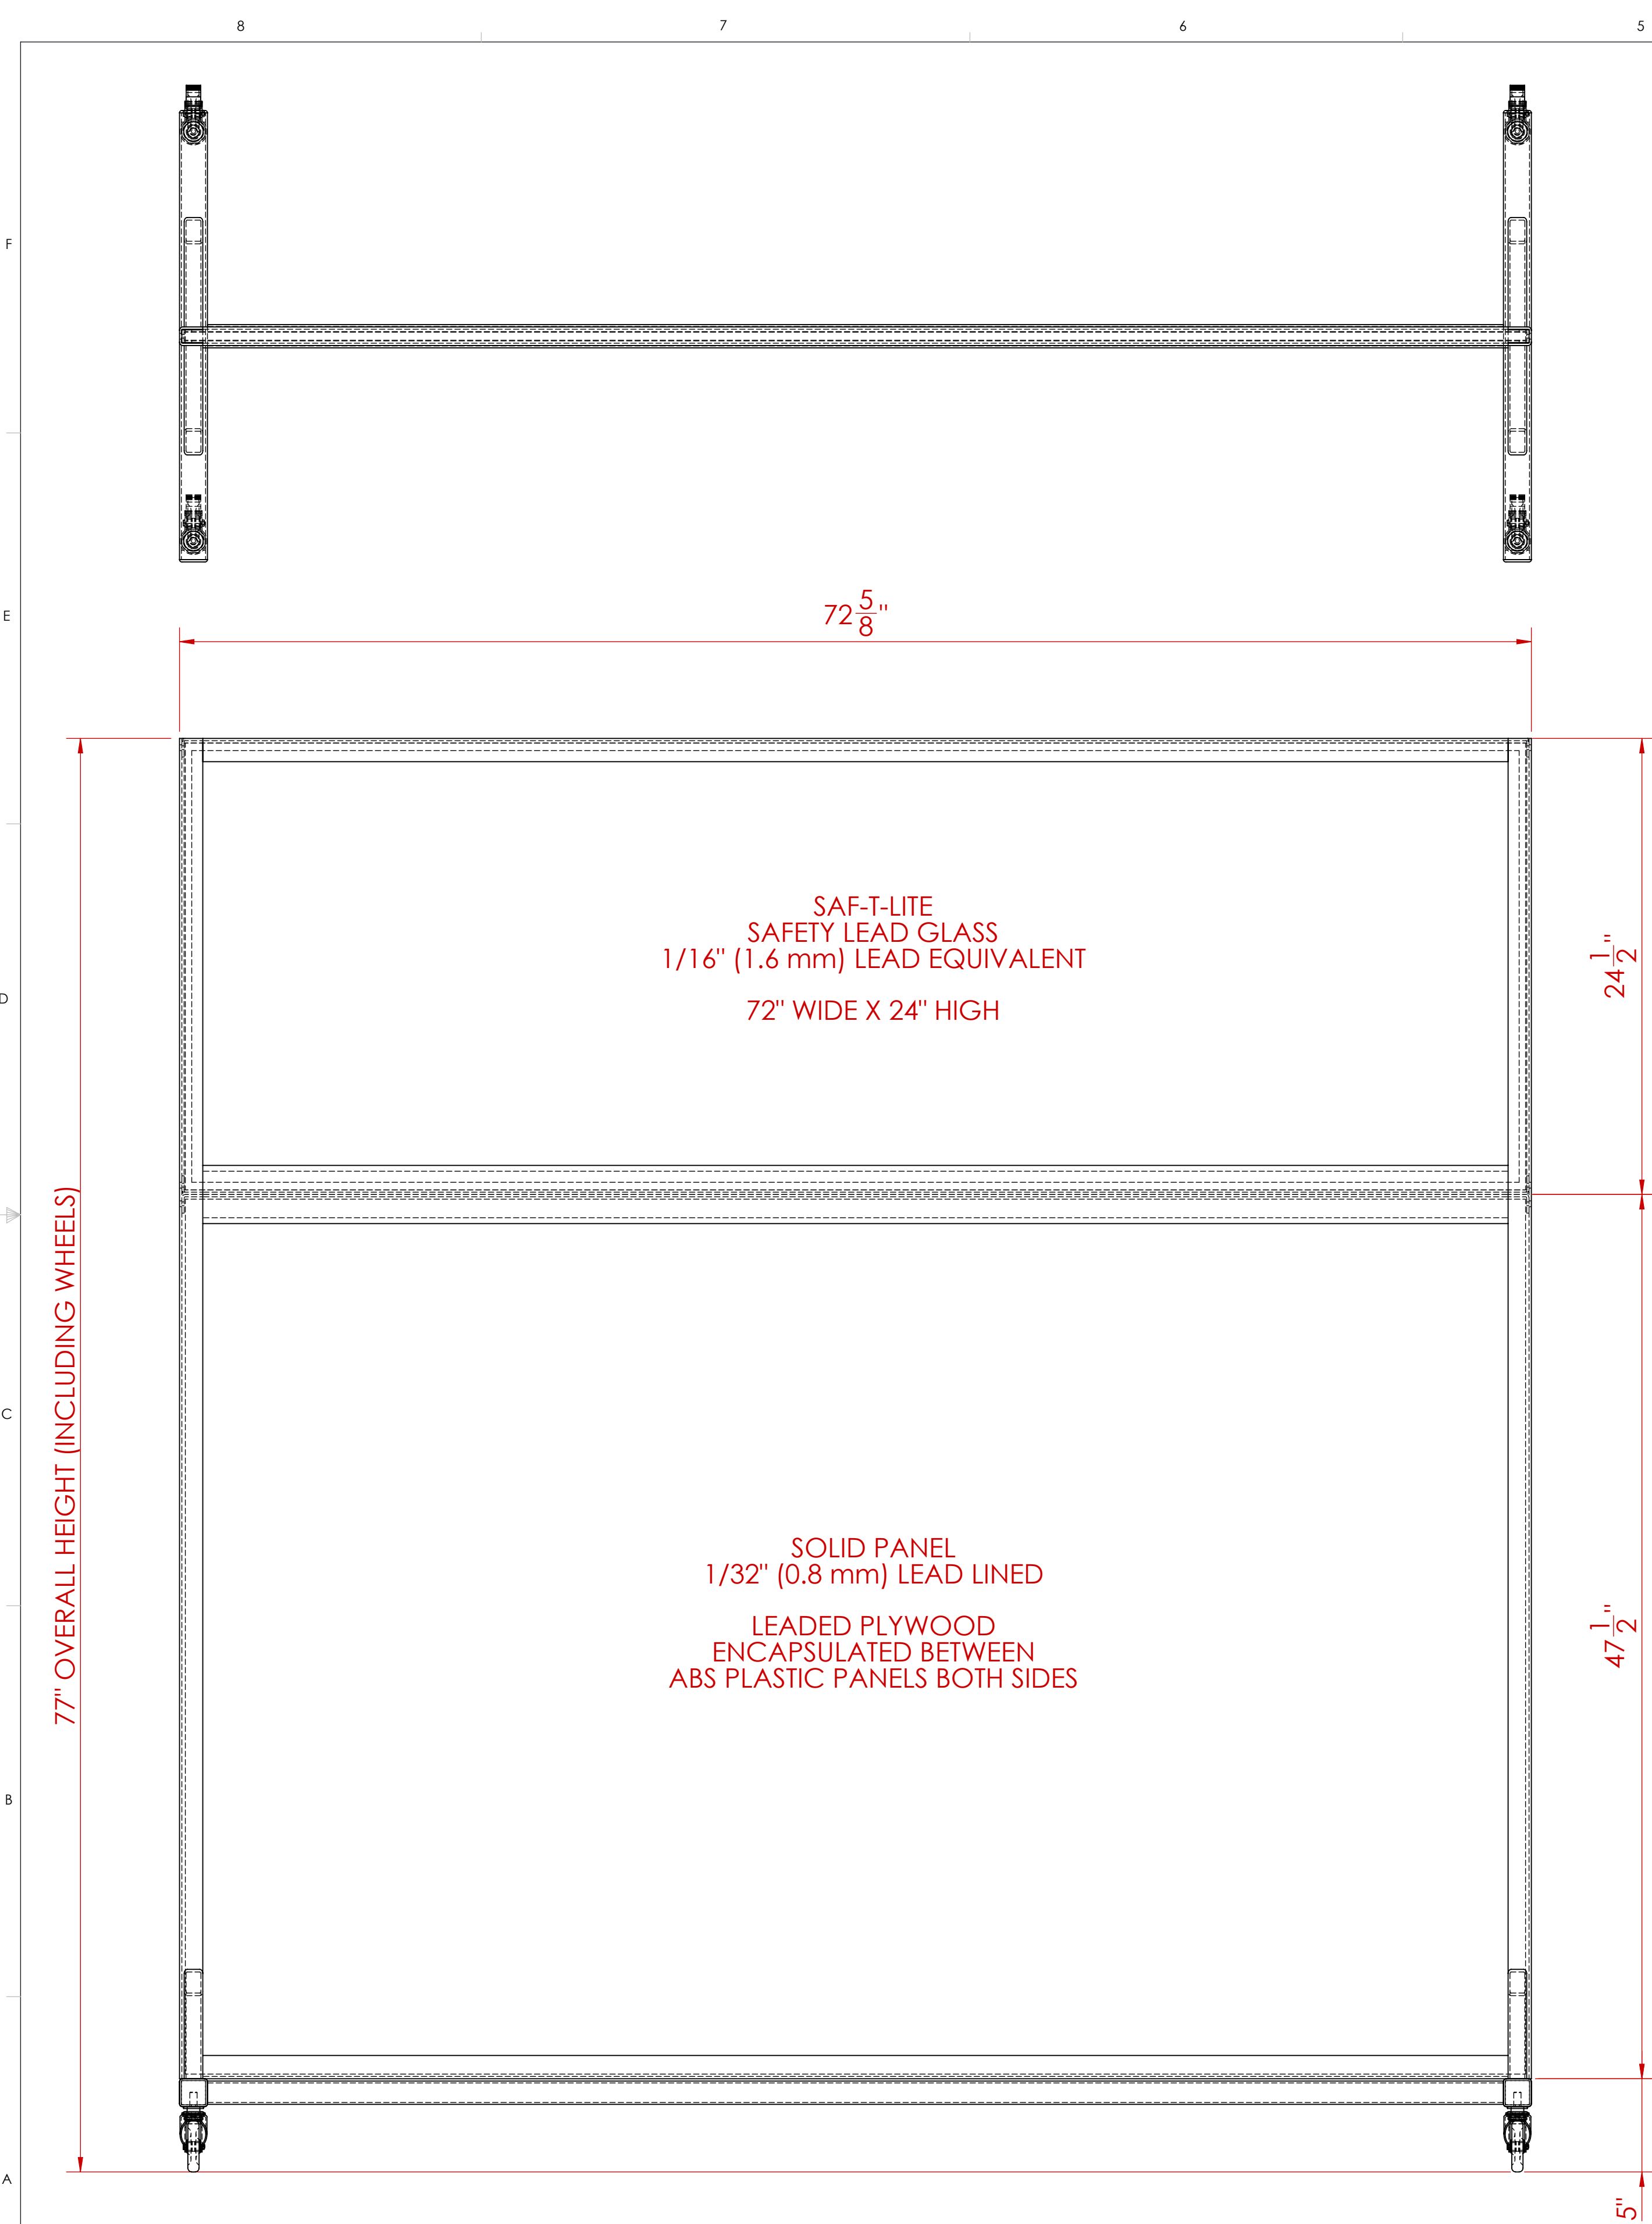 8 7 6 5
F
E
72 5/8"
SAF-T-LITE
SAFETY LEAD GLASS
1/16" (1.6 mm) LEAD EQUIVALENT
72" WIDE X 24" HIGH
24 1/2"
D
77" OVERALL HEIGHT (INCLUDING WHEELS)
C
SOLID PANEL
1/32" (0.8 mm) LEAD LINED
LEADED PLYWOOD
ENCAPSULATED BETWEEN
ABS PLASTIC PANELS BOTH SIDES
47 1/2"
B
A
5"